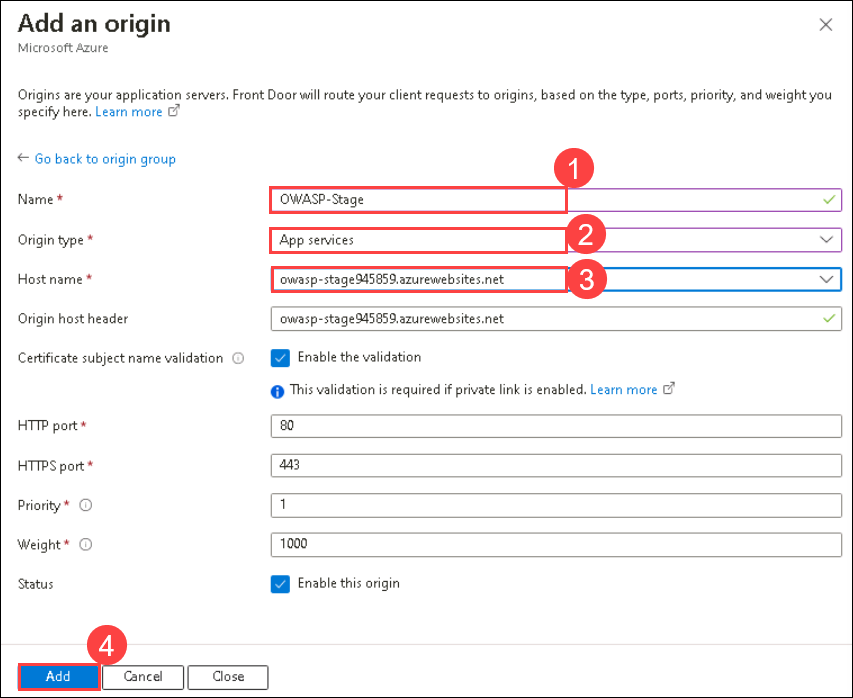 Add an origin
Microsoft Azure
Origins are your application servers. Front Door will route your client requests to origins, based on the type, ports, priority, and weight you
specify here. Learn more
Go back to origin group
1
Name *
OWASP-Stage
Origin type *
App services
2
Host name *
owasp-stage945859.azurewebsites.net
3
Origin host header
owasp-stage945859.azurewebsites.net
Certificate subject name validation
Enable the validation
This validation is required if private link is enabled. Learn more
HTTP port *
80
HTTPS port *
443
Priority *
1
Weight *
1000
Status
Enable this origin
4
Add
Cancel
Close